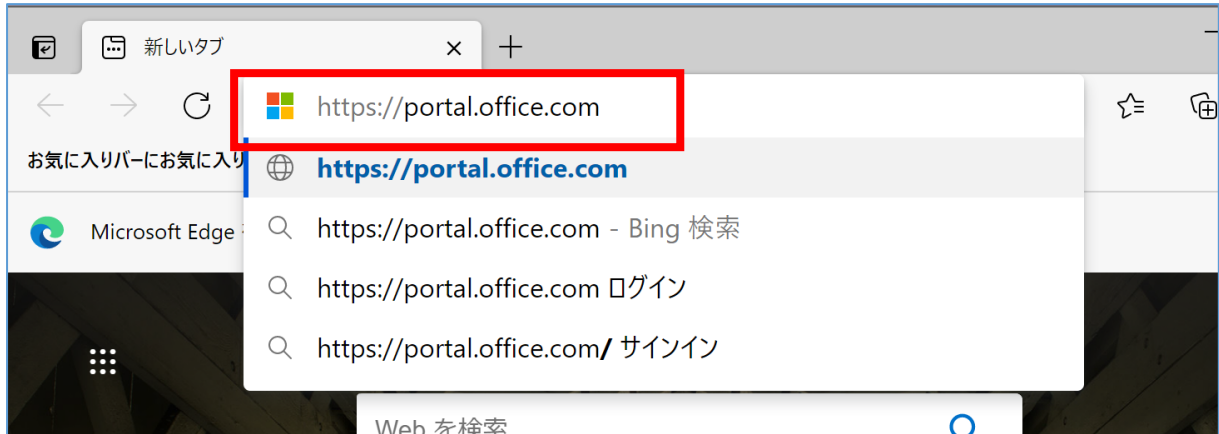 新しいタブ
https://portal.office.com
お気に入りバーにお気に入り
https://portal.office.com
Microsoft Edge
https://portal.office.com - Bing 検索
https://portal.office.com ログイン
https://portal.office.com/ サインイン
Web を検索